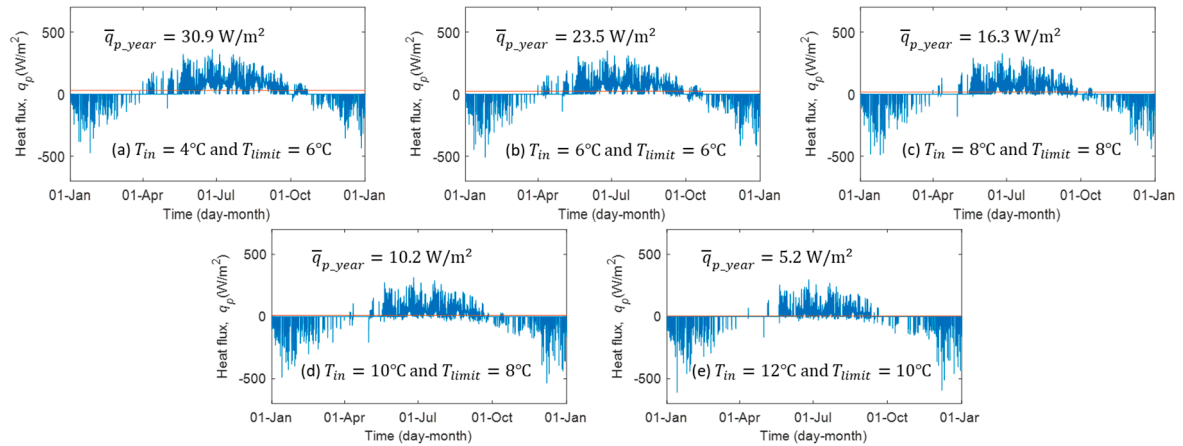 500
q̅p_year = 30.9 W/m²
Heat flux, qp(W/m²)
0
-500
(a) Tin = 4°C and Tlimit = 6°C
01-Jan 01-Apr 01-Jul 01-Oct 01-Jan
Time (day-month)
500
q̅p_year = 23.5 W/m²
Heat flux, qp(W/m²)
0
-500
(b) Tin = 6°C and Tlimit = 6°C
01-Jan 01-Apr 01-Jul 01-Oct 01-Jan
Time (day-month)
500
q̅p_year = 16.3 W/m²
Heat flux, qp(W/m²)
0
-500
(c) Tin = 8°C and Tlimit = 8°C
01-Jan 01-Apr 01-Jul 01-Oct 01-Jan
Time (day-month)
500
q̅p_year = 10.2 W/m²
Heat flux, qp(W/m²)
0
-500
(d) Tin = 10°C and Tlimit = 8°C
01-Jan 01-Apr 01-Jul 01-Oct 01-Jan
Time (day-month)
500
q̅p_year = 5.2 W/m²
Heat flux, qp(W/m²)
0
-500
(e) Tin = 12°C and Tlimit = 10°C
01-Jan 01-Apr 01-Jul 01-Oct 01-Jan
Time (day-month)